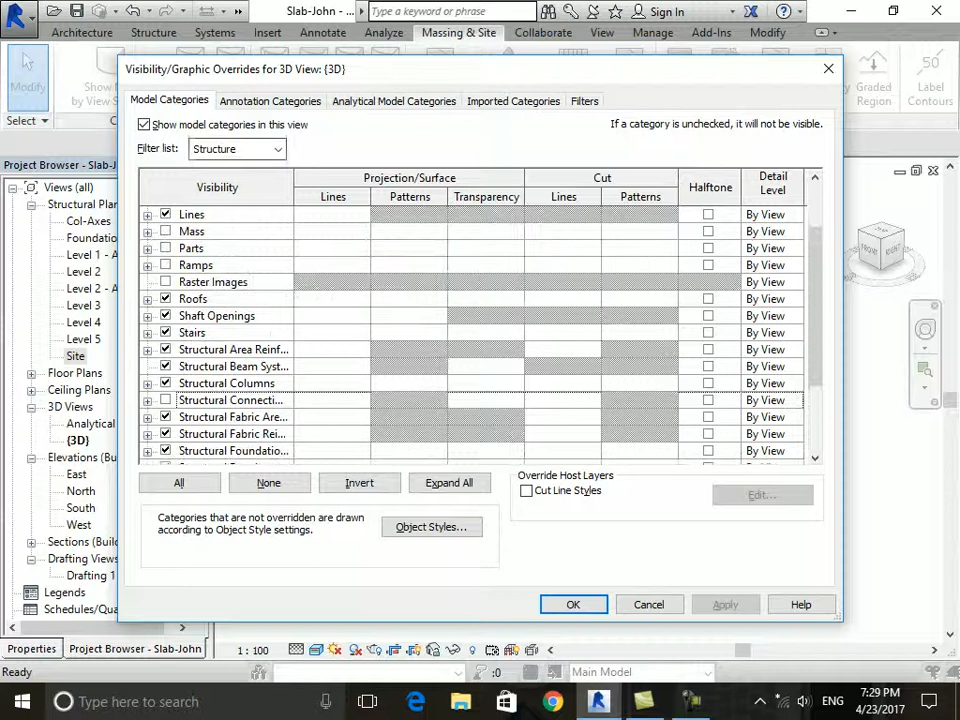 Slab-John - ...
Type a keyword or phrase
Sign In
Architecture Structure Systems Insert Annotate Analyze Massing & Site Collaborate View Manage Add-Ins Modify
Modify
Show M
by View S
Graded
Region
Label
Contours
Select
Visibility/Graphic Overrides for 3D View: {3D}
Model Categories Annotation Categories Analytical Model Categories Imported Categories Filters
Show model categories in this view
If a category is unchecked, it will not be visible.
Filter list: Structure
Visibility Projection/Surface Cut Halftone Detail Level
Lines Patterns Transparency Lines Patterns
Lines By View
Mass By View
Parts By View
Ramps By View
Raster Images By View
Roofs By View
Shaft Openings By View
Stairs By View
Structural Area Reinf... By View
Structural Beam Syst... By View
Structural Columns By View
Structural Connecti... By View
Structural Fabric Are... By View
Structural Fabric Rei... By View
Structural Foundatio... By View
All None Invert Expand All
Override Host Layers
Cut Line Styles
Edit...
Categories that are not overridden are drawn
according to Object Style settings.
Object Styles...
OK Cancel Apply Help
Project Browser - Slab-J
Views (all)
Structural Plan
Col-Axes
Foundatio
Level 1 -
Level 2
Level 2 - A
Level 3
Level 4
Level 5
Site
Floor Plans
Ceiling Plans
3D Views
Analytical
{3D}
Elevations (Build
East
North
South
West
Sections (Buil
Drafting Views
Drafting 1
Legends
Schedules/Qua
Properties Project Browser - Slab-John
1 : 100
FRONT RIGHT
Ready
:0
Main Model
Type here to search
ENG
7:29 PM
4/23/2017